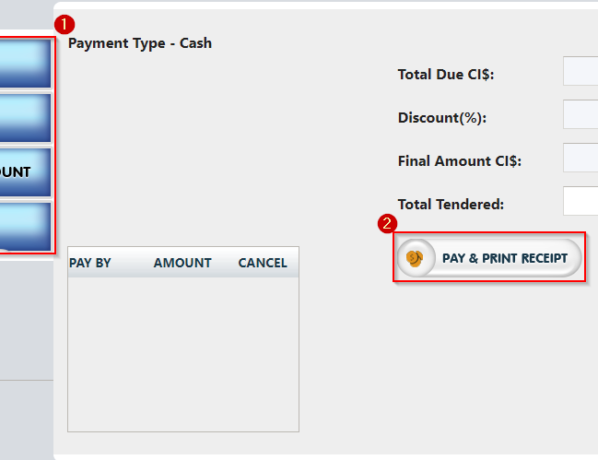 1
Payment Type - Cash
Total Due CI$:
Discount(%):
Final Amount CI$:
Total Tendered:
2
PAY & PRINT RECEIPT
PAY BY AMOUNT CANCEL